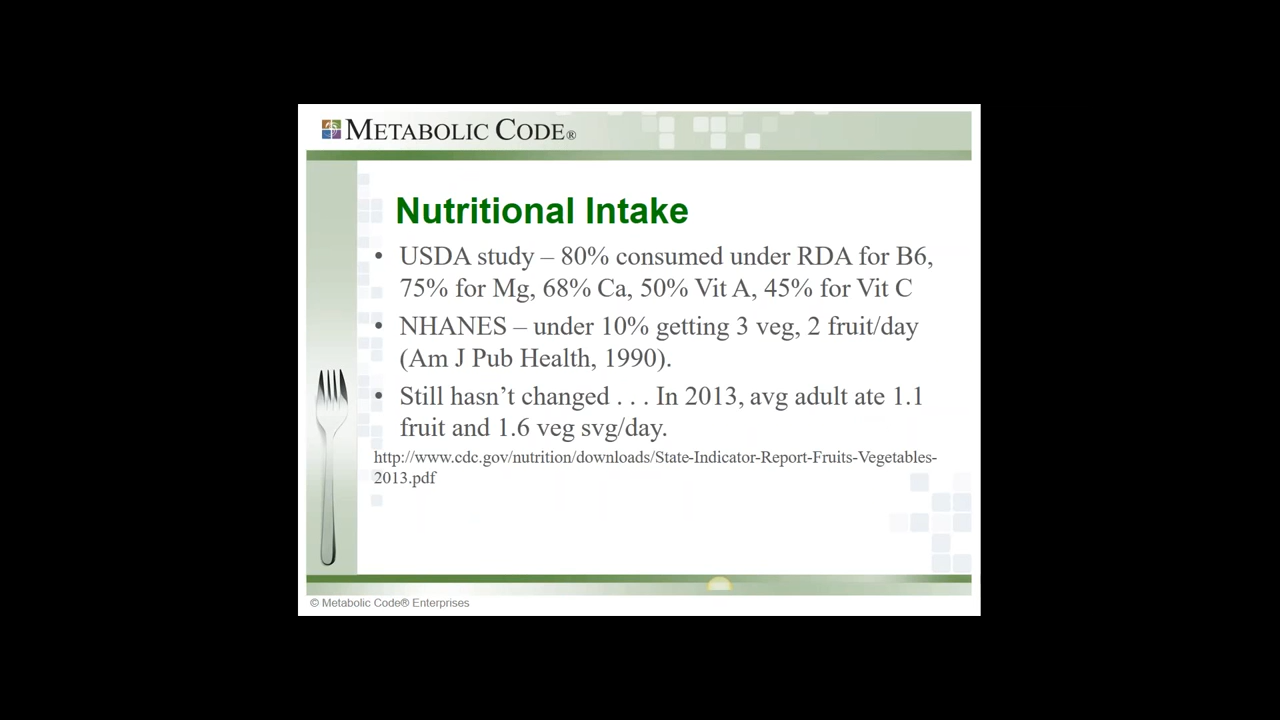 METABOLIC CODE®
Nutritional Intake
• USDA study – 80% consumed under RDA for B6,
75% for Mg, 68% Ca, 50% Vit A, 45% for Vit C
• NHANES – under 10% getting 3 veg, 2 fruit/day
(Am J Pub Health, 1990).
• Still hasn’t changed . . . In 2013, avg adult ate 1.1
fruit and 1.6 veg svg/day.
http://www.cdc.gov/nutrition/downloads/State-Indicator-Report-Fruits-Vegetables-
2013.pdf
© Metabolic Code® Enterprises